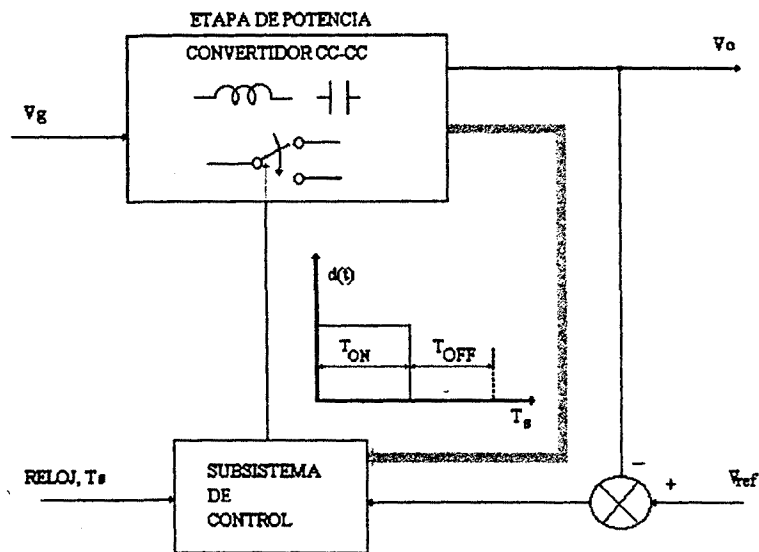 ETAPA DE POTENCIA
CONVERTIDOR CC-CC
Vo
Vg
d(t)
TON
TOFF
Ts
RELOJ, Ts
SUBSISTEMA
DE
CONTROL
−
+
Vref